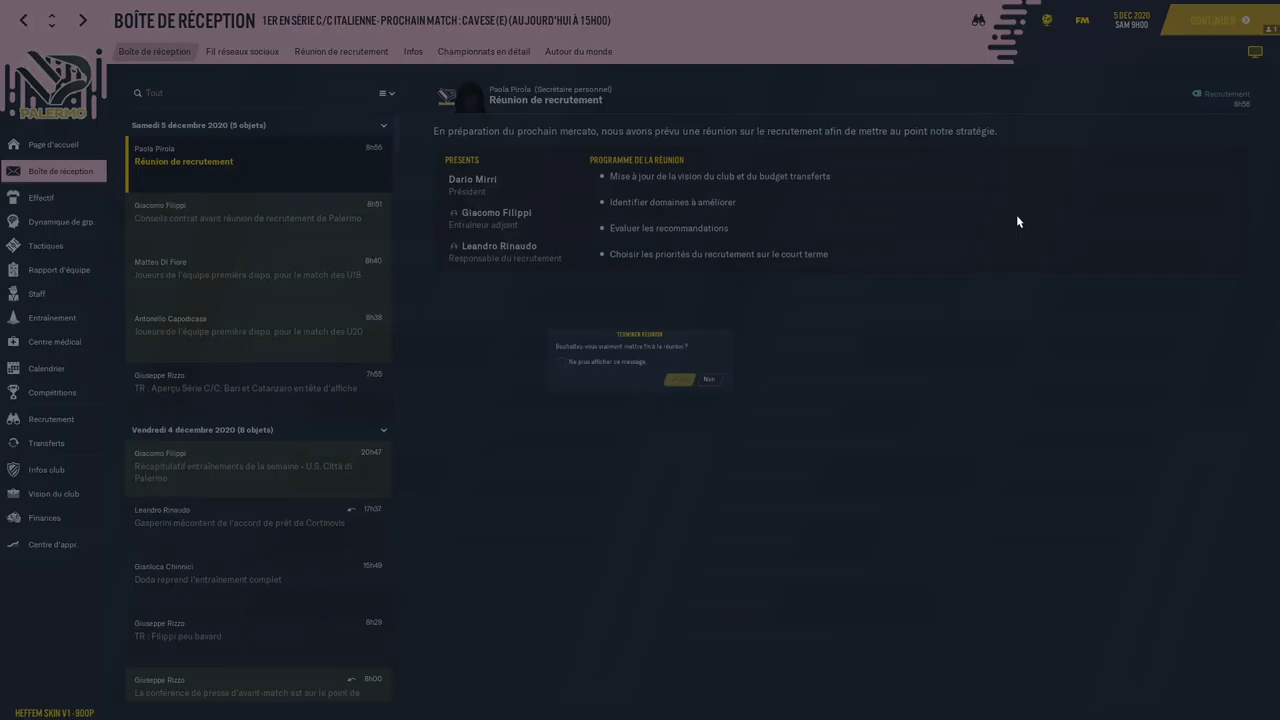 BOÎTE DE RÉCEPTION
1ER EN SÉRIE C/C ITALIENNE- PROCHAIN MATCH : CAVESE (E) (AUJOURD'HUI À 15H00)
FM
5 DÉC 2020
SAM 9H00
CONTINUER
1
Boîte de réception
Fil réseaux sociaux
Réunion de recrutement
Infos
Championnats en détail
Autour du monde
PALERMO
Page d'accueil
Boîte de réception
Effectif
Dynamique de grp.
Tactiques
Rapport d'équipe
Staff
Entraînement
Centre médical
Calendrier
Compétitions
Recrutement
Transferts
Infos club
Vision du club
Finances
Centre d'appr.
HEFFEM SKIN V1 - 900P
Tout
Samedi 5 décembre 2020 (5 objets)
Paola Pirola 8h56
Réunion de recrutement
Giacomo Filippi 8h51
Conseils contrat avant réunion de recrutement de Palermo
Matteo Di Fiore 8h40
Joueurs de l'équipe première dispo. pour le match des U18
Antonello Capodicasa 8h38
Joueurs de l'équipe première dispo. pour le match des U20
Giuseppe Rizzo 7h55
TR : Aperçu Série C/C: Bari et Catanzaro en tête d'affiche
Vendredi 4 décembre 2020 (8 objets)
Giacomo Filippi 20h47
Récapitulatif entraînements de la semaine - U.S. Città di
Palermo
Leandro Rinaudo 17h37
Gasperini mécontent de l'accord de prêt de Cortinovis
Gianluca Chinnici 15h49
Doda reprend l'entraînement complet
Giuseppe Rizzo 8h29
TR : Filippi peu bavard
Giuseppe Rizzo 8h00
La conférence de presse d'avant-match est sur le point de
Paola Pirola (Secrétaire personnel)
Réunion de recrutement
Recrutement
8h56
En préparation du prochain mercato, nous avons prévu une réunion sur le recrutement afin de mettre au point notre stratégie.
PRÉSENTS
Dario Mirri
Président
Giacomo Filippi
Entraîneur adjoint
Leandro Rinaudo
Responsable du recrutement
PROGRAMME DE LA RÉUNION
Mise à jour de la vision du club et du budget transferts
Identifier domaines à améliorer
Evaluer les recommandations
Choisir les priorités du recrutement sur le court terme
TERMINER RÉUNION
Souhaitez-vous vraiment mettre fin à la réunion ?
Ne plus afficher ce message.
Non